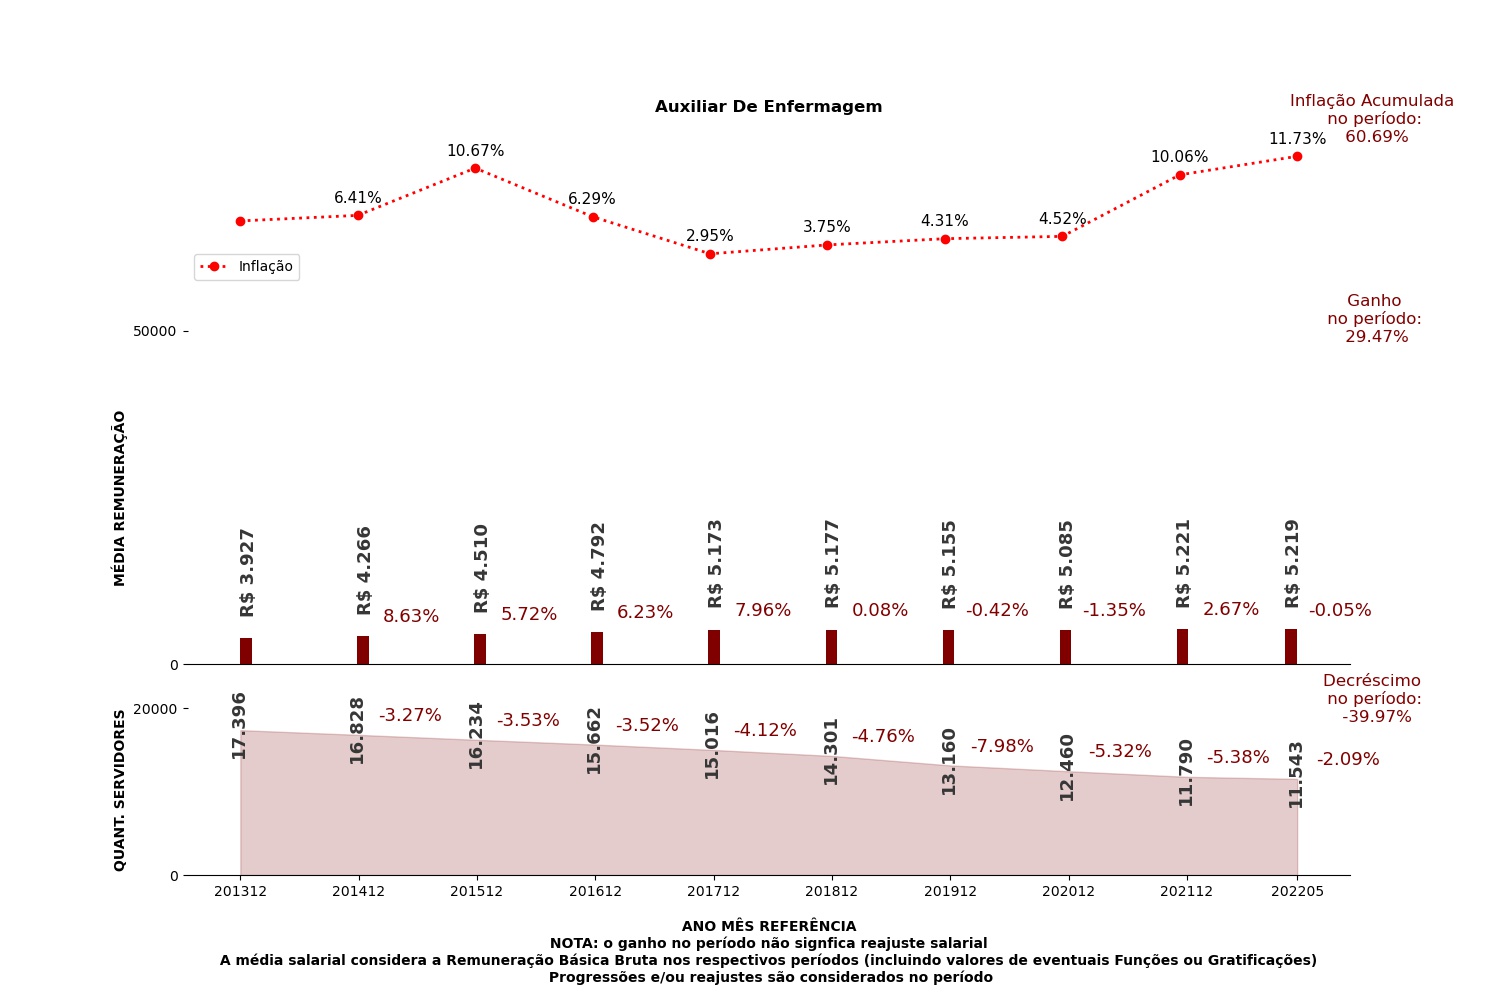 Auxiliar De Enfermagem
Inflação Acumulada
no período:
60.69%
6.41%
10.67%
6.29%
2.95%
3.75%
4.31%
4.52%
10.06%
11.73%
Inflação
Ganho
no período:
29.47%
50000
0
MÉDIA REMUNERAÇÃO
R$ 3.927
R$ 4.266
R$ 4.510
R$ 4.792
R$ 5.173
R$ 5.177
R$ 5.155
R$ 5.085
R$ 5.221
R$ 5.219
8.63%
5.72%
6.23%
7.96%
0.08%
-0.42%
-1.35%
2.67%
-0.05%
Decréscimo
no período:
-39.97%
20000
0
QUANT. SERVIDORES
17.396
16.828
16.234
15.662
15.016
14.301
13.160
12.460
11.790
11.543
-3.27%
-3.53%
-3.52%
-4.12%
-4.76%
-7.98%
-5.32%
-5.38%
-2.09%
201312
201412
201512
201612
201712
201812
201912
202012
202112
202205
ANO MÊS REFERÊNCIA
NOTA: o ganho no período não signfica reajuste salarial
A média salarial considera a Remuneração Básica Bruta nos respectivos períodos (incluindo valores de eventuais Funções ou Gratificações)
Progressões e/ou reajustes são considerados no período